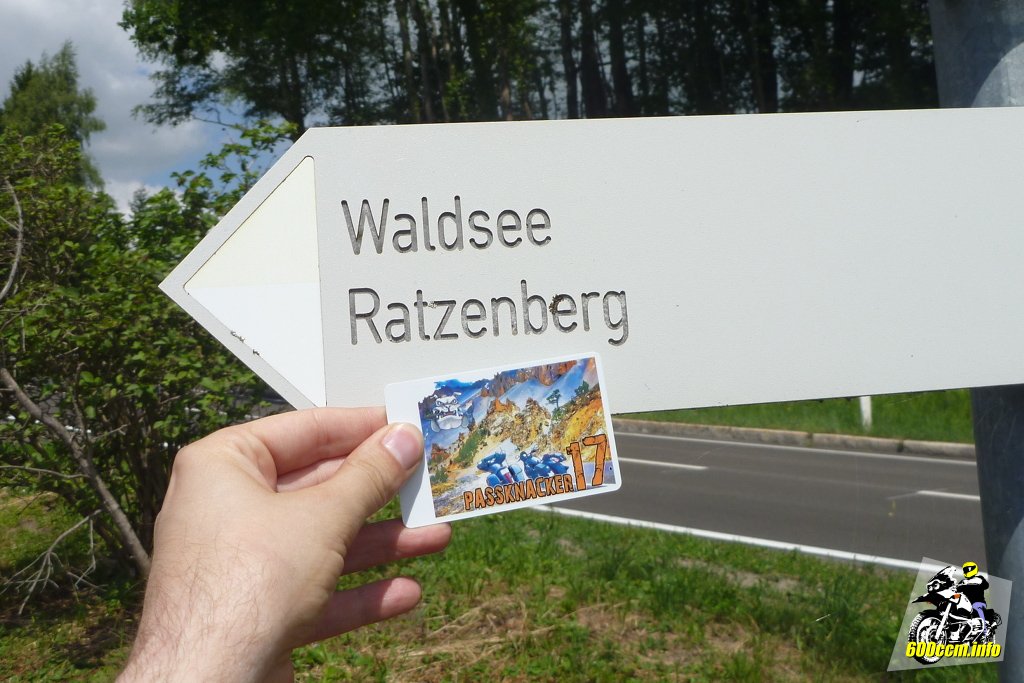 Waldsee
Ratzenberg
PASSKNACKER 17
600ccm.info